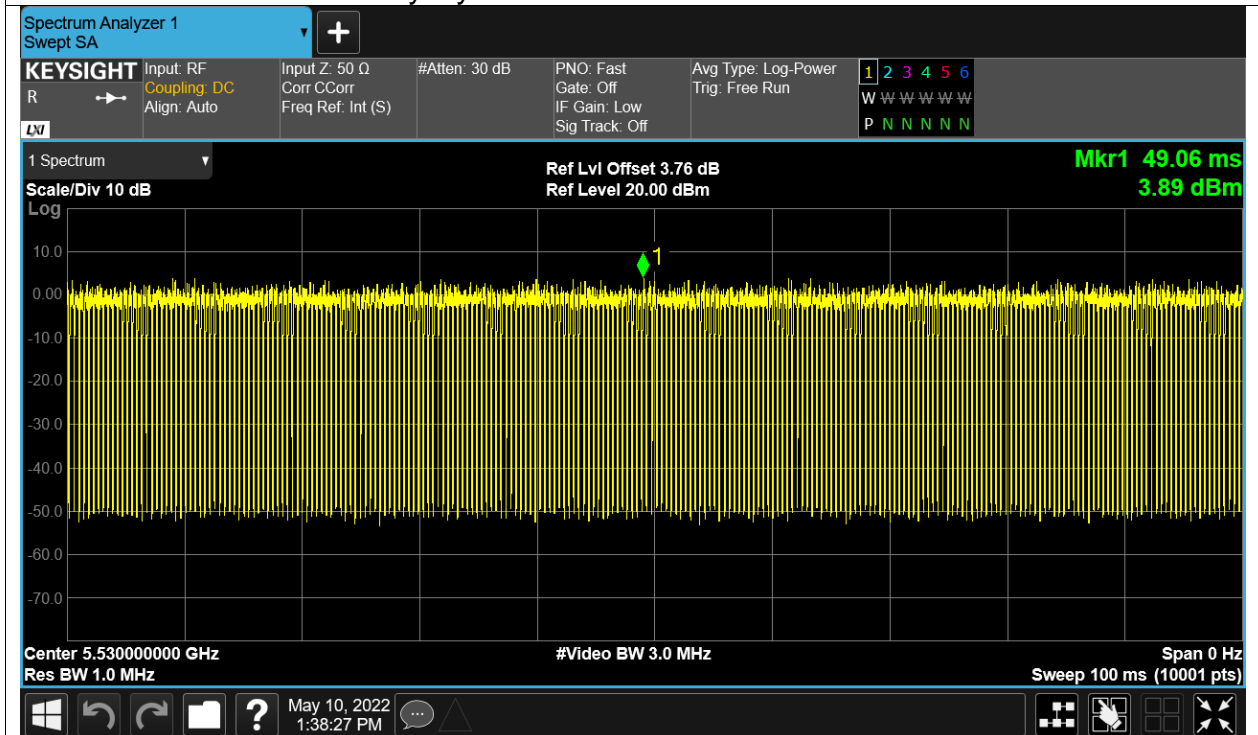 Spectrum Analyzer 1
Swept SA
+
KEYSIGHT Input: RF Input Z: 50 Ω #Atten: 30 dB PNO: Fast Avg Type: Log-Power 1 2 3 4 5 6
R Coupling: DC Corr CCorr Gate: Off Trig: Free Run W W W W W W
Align: Auto Freq Ref: Int (S) IF Gain: Low P N N N N N
LXI Sig Track: Off
1 Spectrum Ref Lvl Offset 3.76 dB Mkr1 49.06 ms
Scale/Div 10 dB Ref Level 20.00 dBm 3.89 dBm
Log
1
10.0
0.00
-10.0
-20.0
-30.0
-40.0
-50.0
-60.0
-70.0
Center 5.530000000 GHz #Video BW 3.0 MHz Span 0 Hz
Res BW 1.0 MHz Sweep 100 ms (10001 pts)
? May 10, 2022
1:38:27 PM